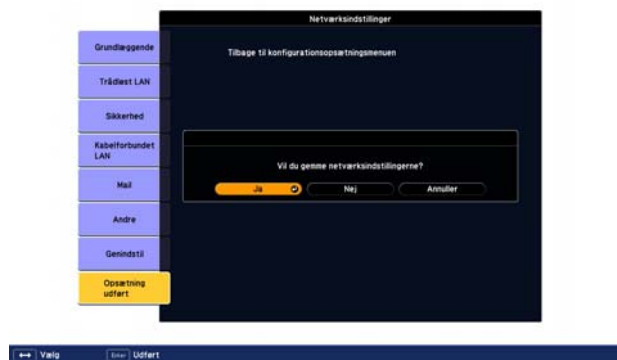 Netværksindstillinger
Grundlæggende
Tilbage til konfigurationsopsætningsmenuen
Trådløst LAN
Sikkerhed
Kabelforbundet
LAN
Vil du gemme netværksindstillingerne?
Ja Nej Annuller
Mail
Andre
Genindstil
Opsætning
udført
Vælg Enter Udført